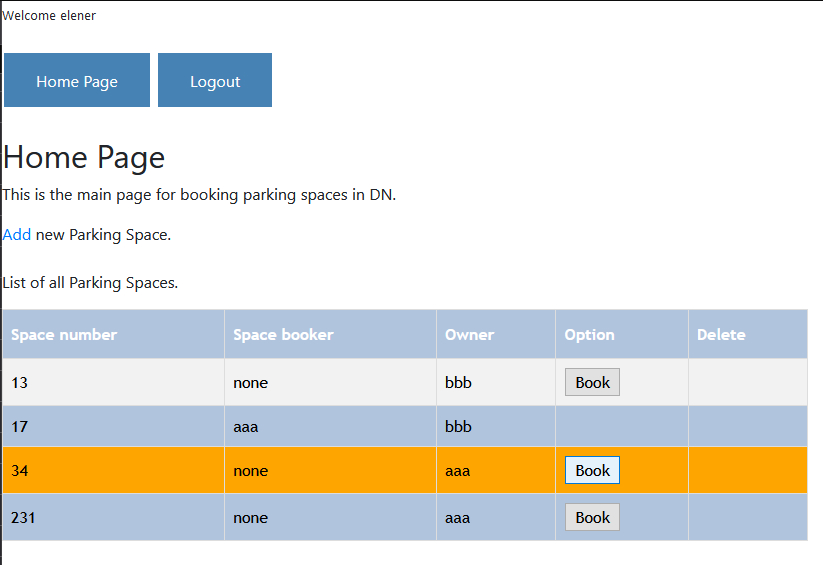 Welcome elener
Home Page Logout
Home Page
This is the main page for booking parking spaces in DN.
Add new Parking Space.
List of all Parking Spaces.
Space number Space booker Owner Option Delete
13 none bbb Book
17 aaa bbb
34 none aaa Book
231 none aaa Book